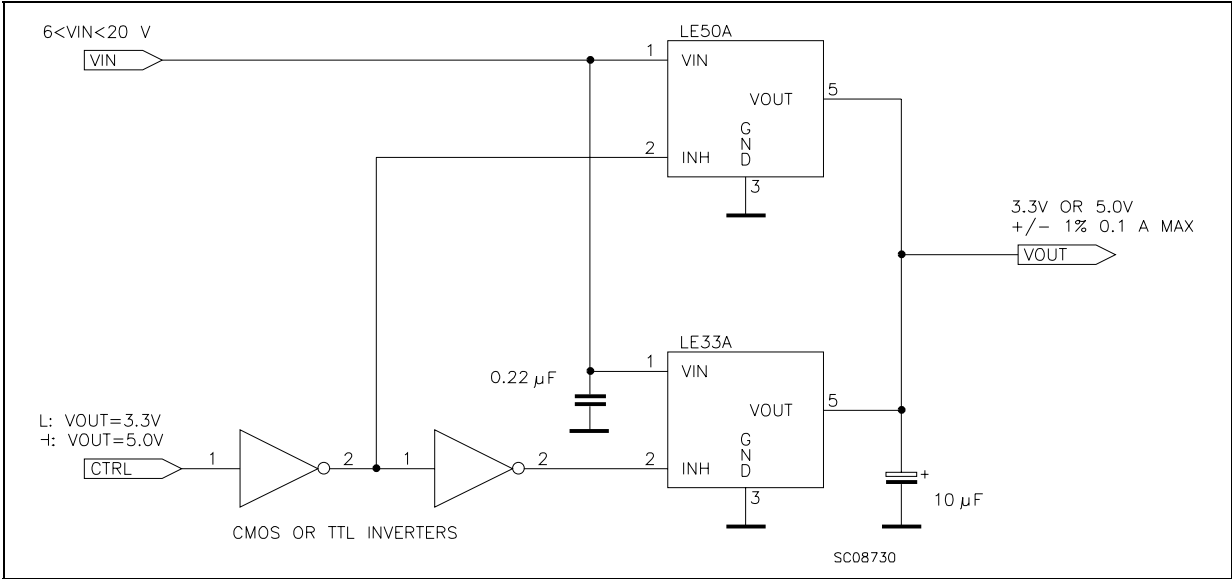 6<VIN<20 V
VIN
LE50A
1
VIN
VOUT
5
GND
2
INH
3
3.3V OR 5.0V
+/- 1% 0.1 A MAX
VOUT
LE33A
1
VIN
0.22 µF
VOUT
5
GND
2
INH
3
L: VOUT=3.3V
H: VOUT=5.0V
CTRL
1
2
1
2
+
10 µF
CMOS OR TTL INVERTERS
SC08730